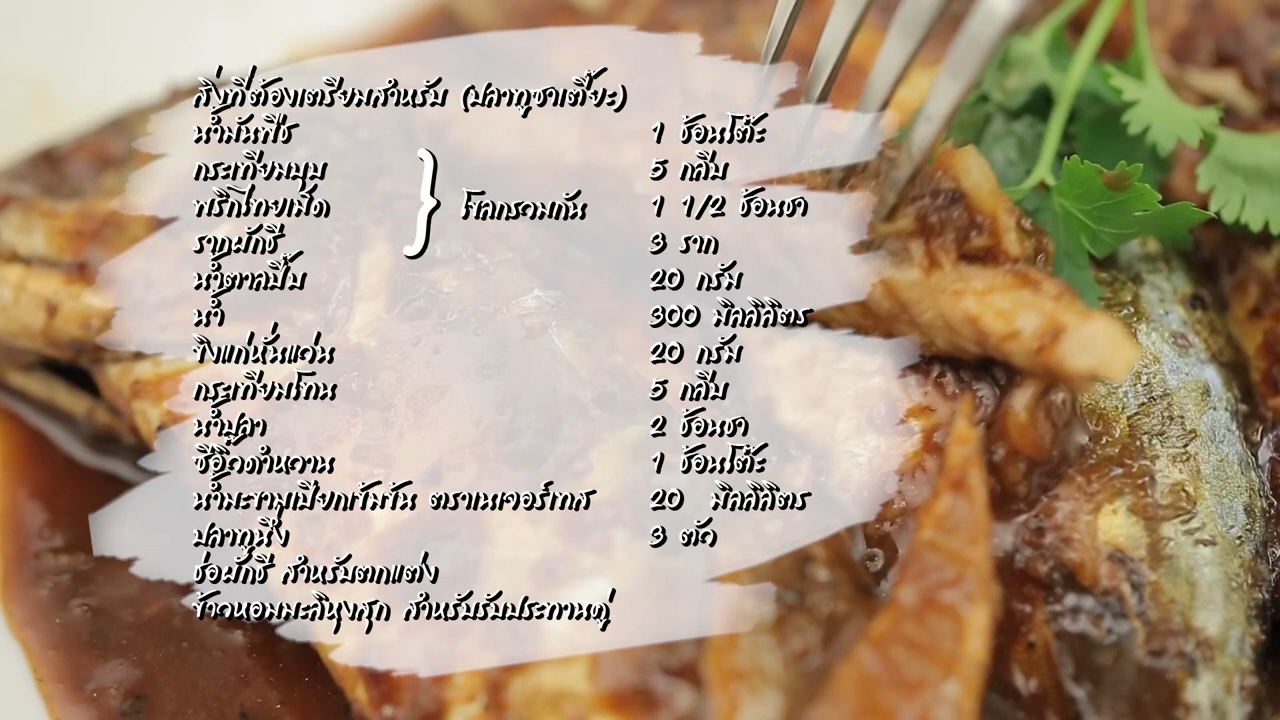 สิ่งที่ต้องเตรียมสำหรับ (ปลาทูซาเตี๊ยะ)
น้ำมันพืช 1 ช้อนโต๊ะ
กระเทียมบุบ 5 กลีบ
พริกไทยเม็ด } โขลกรวมกัน 1 1/2 ช้อนชา
รากผักชี 3 ราก
น้ำตาลปี๊บ 20 กรัม
น้ำ 300 มิลลิลิตร
ขิงแก่หั่นแว่น 20 กรัม
กระเทียมโทน 5 กลีบ
น้ำปลา 2 ช้อนชา
ซีอิ๊วดำหวาน 1 ช้อนโต๊ะ
น้ำมะขามเปียกเข้มข้น ตราเนเจอร์เทส 20 มิลลิลิตร
ปลาทูนึ่ง 3 ตัว
ช่อผักชี สำหรับตกแต่ง
ข้าวหอมมะลิหุงสุก สำหรับรับประทานคู่